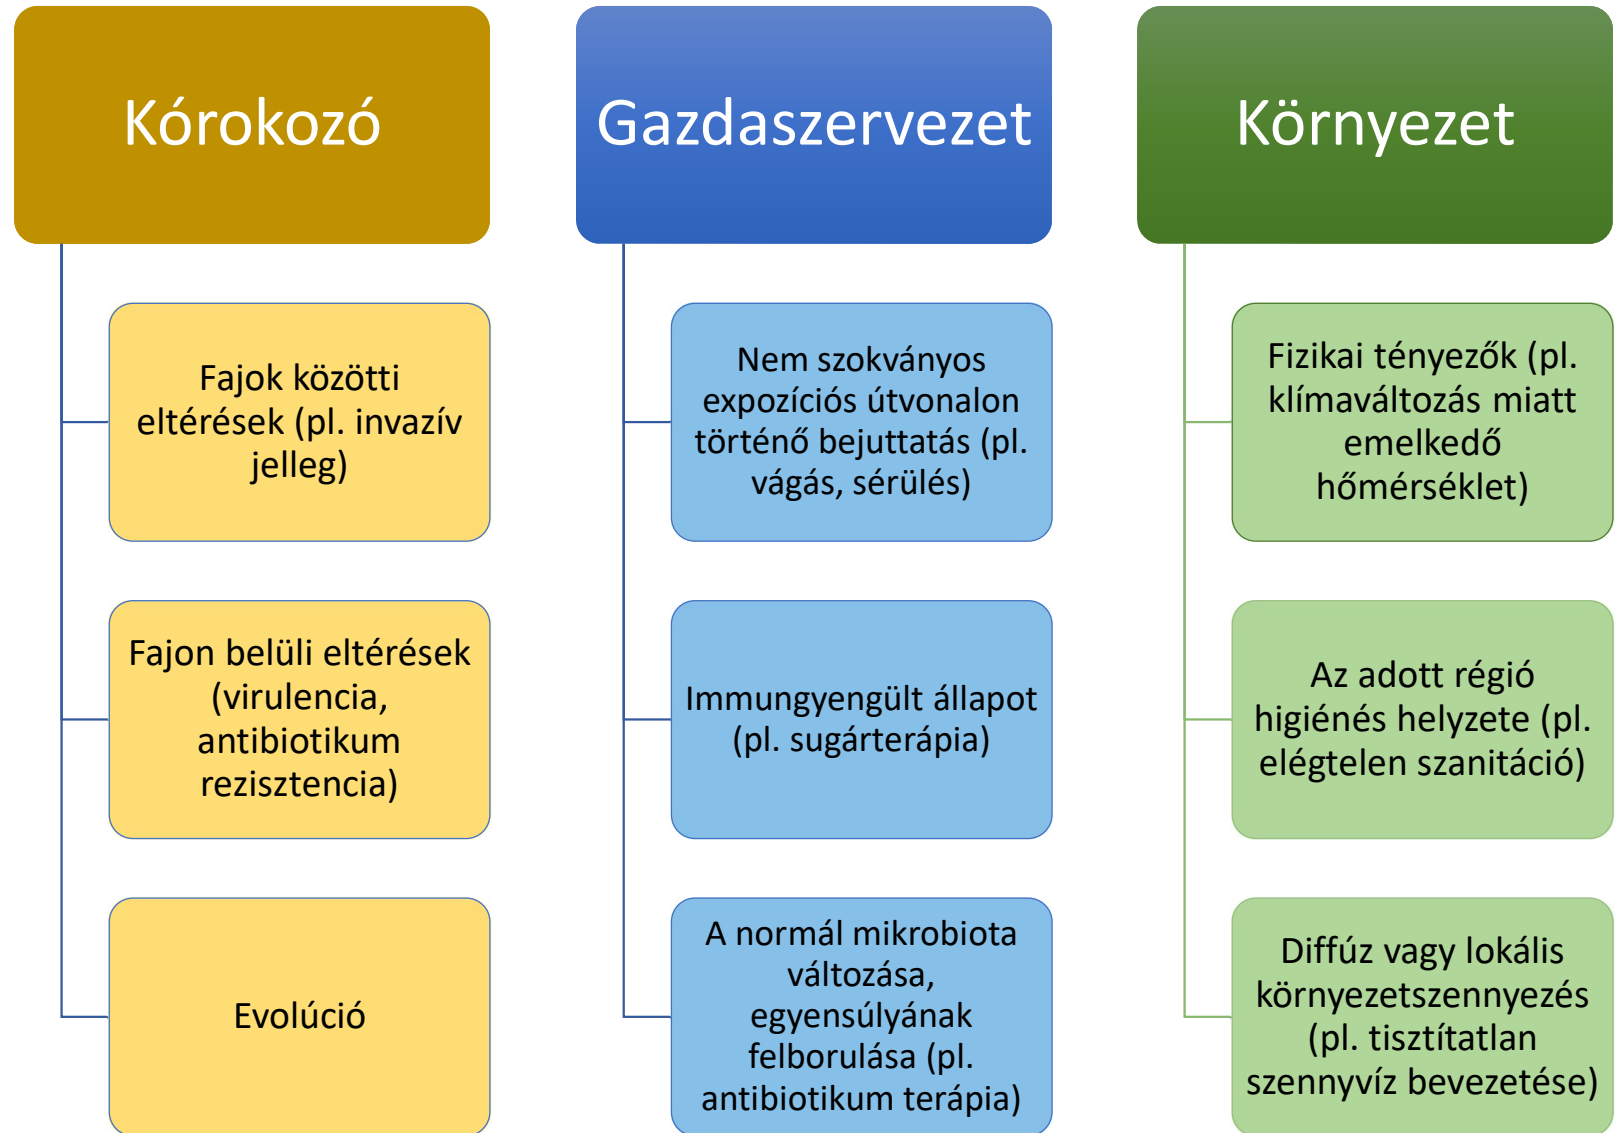 Kórokozó
Fajok közötti
eltérések (pl. invazív
jelleg)
Fajon belüli eltérések
(virulencia,
antibiotikum
rezisztencia)
Evolúció
Gazdaszervezet
Nem szokványos
expozíciós útvonalon
történő bejuttatás (pl.
vágás, sérülés)
Immungyengült állapot
(pl. sugárterápia)
A normál mikrobiota
változása,
egyensúlyának
felborulása (pl.
antibiotikum terápia)
Környezet
Fizikai tényezők (pl.
klímaváltozás miatt
emelkedő
hőmérséklet)
Az adott régió
higiénés helyzete (pl.
elégtelen szanitáció)
Diffúz vagy lokális
környezetszennyezés
(pl. tisztítatlan
szennyvíz bevezetése)